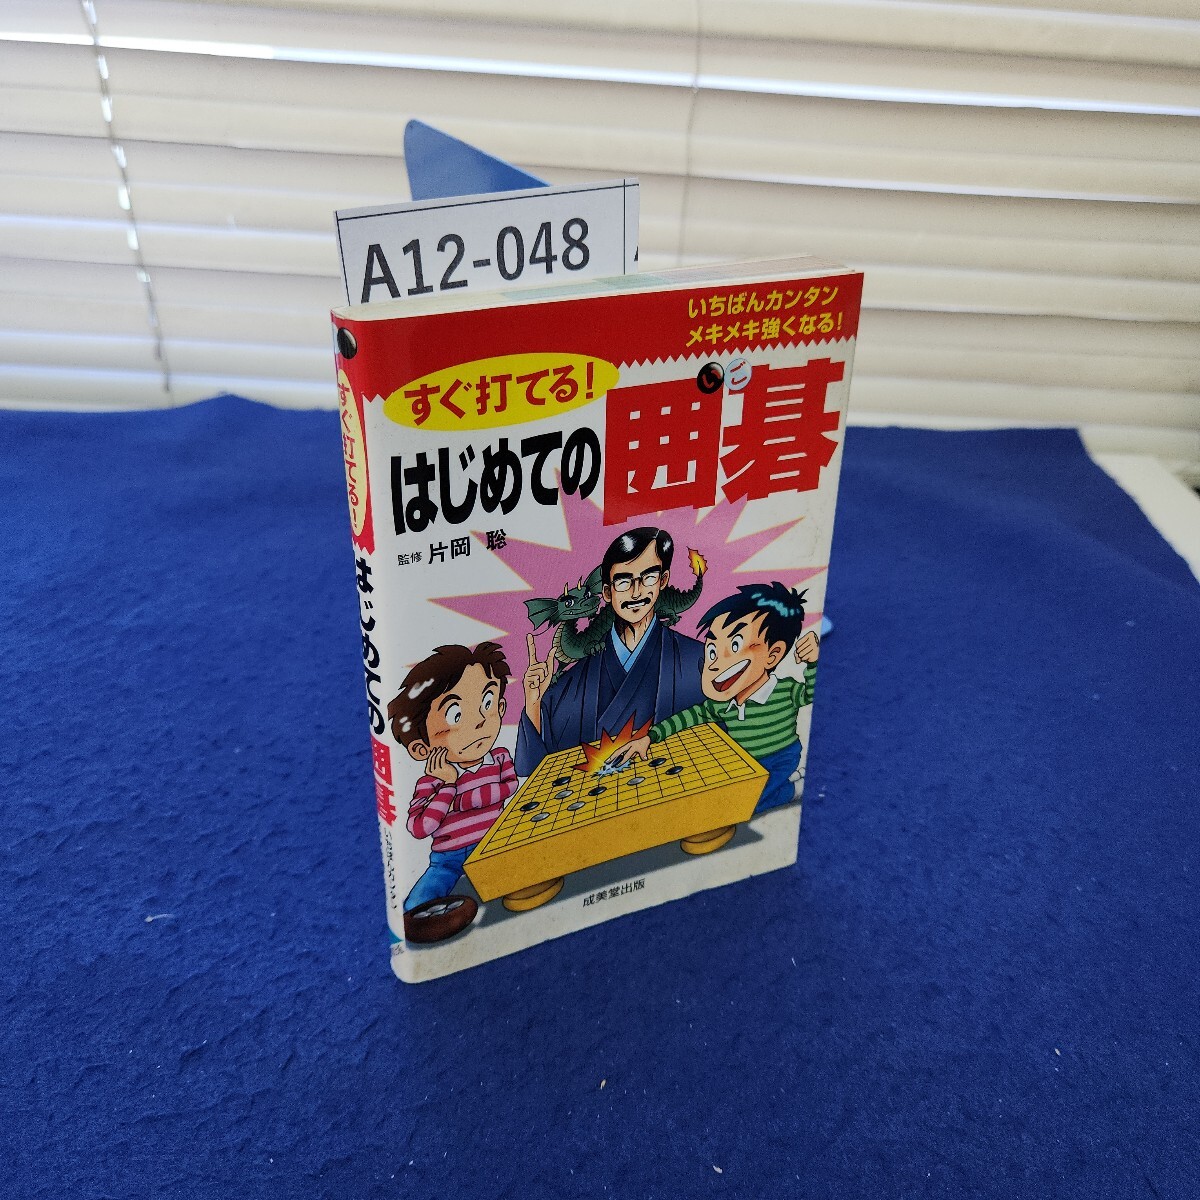 A12-048
いちばんカンタン
メキメキ強くなる！
すぐ打てる！
いご
はじめての囲碁
監修 片岡 聡
成美堂出版
すぐ打てる！
はじめての囲碁